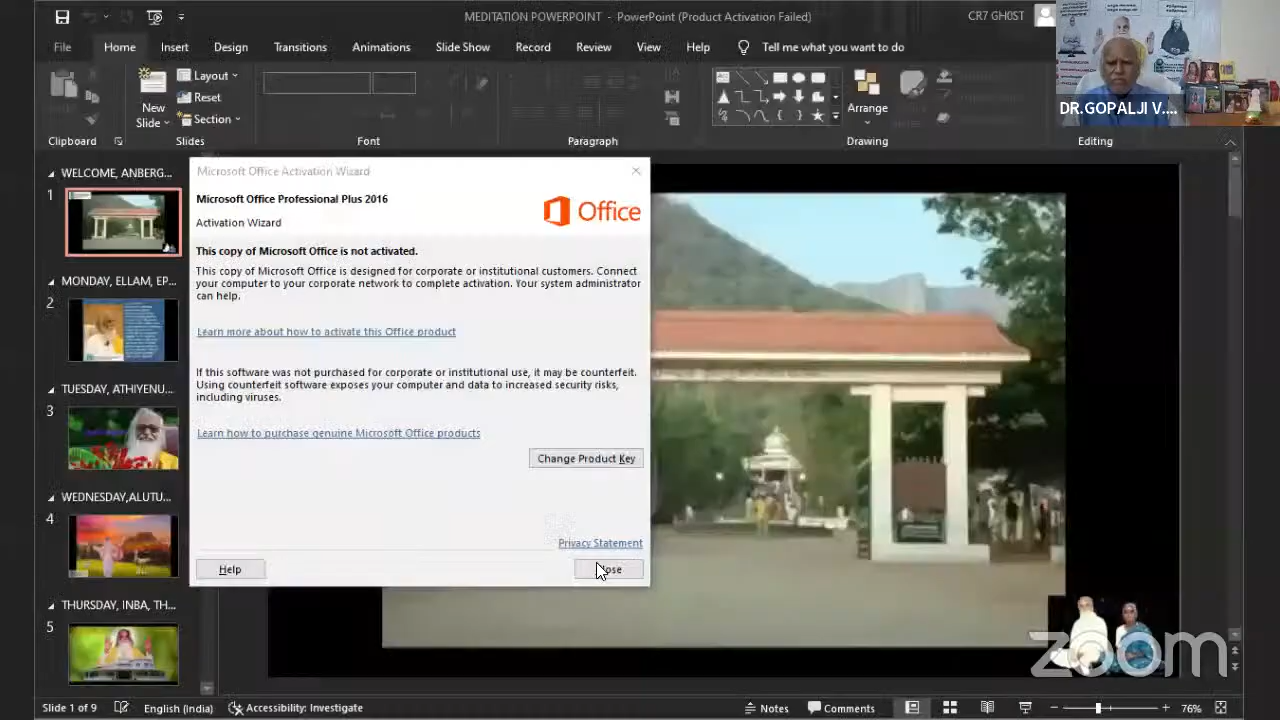 MEDITATION POWERPOINT - PowerPoint (Product Activation Failed)
CR7 GH0ST
File Home Insert Design Transitions Animations Slide Show Record Review View Help Tell me what you want to do
New Slide
Layout
Reset
Section
Arrange
Clipboard Slides Font Paragraph Drawing Editing
DR.GOPALJI V....
WELCOME, ANBERG...
1
MONDAY, ELLAM, EP...
2
TUESDAY, ATHIYENU...
3
WEDNESDAY,ALUTU...
4
THURSDAY, INBA, TH...
5
Microsoft Office Activation Wizard
Microsoft Office Professional Plus 2016
Office
Activation Wizard
This copy of Microsoft Office is not activated.
This copy of Microsoft Office is designed for corporate or institutional customers. Connect
your computer to your corporate network to complete activation. Your system administrator
can help.
Learn more about how to activate this Office product
If this software was not purchased for corporate or institutional use, it may be counterfeit.
Using counterfeit software exposes your computer and data to increased security risks,
including viruses.
Learn how to purchase genuine Microsoft Office products
Change Product Key
Privacy Statement
Help
zoom
Slide 1 of 9 English (India) Accessibility: Investigate Notes Comments 76%